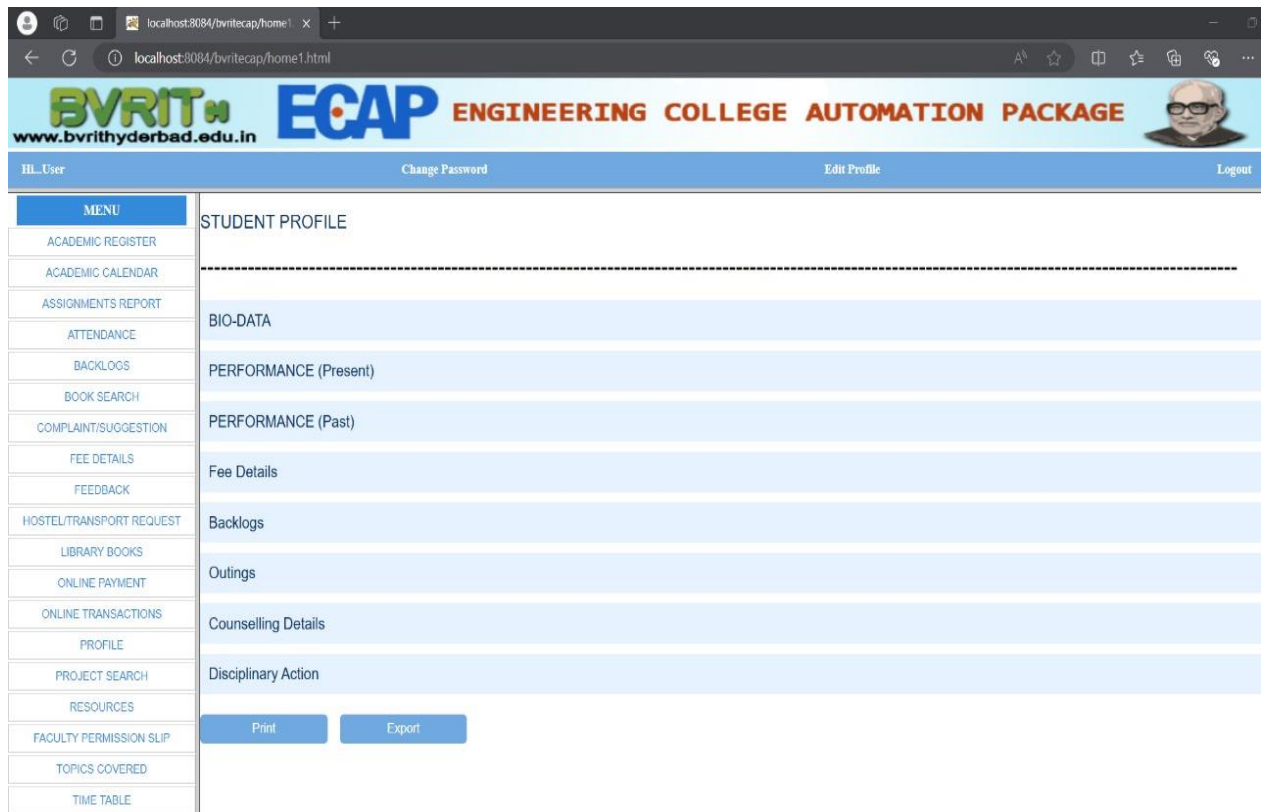 localhost:8084/bvritecap/home1
localhost:8084/bvritecap/home1.html
BVRITH
www.bvrithyderbad.edu.in
ECAP ENGINEERING COLLEGE AUTOMATION PACKAGE
Hi...User Change Password Edit Profile Logout
MENU
ACADEMIC REGISTER
ACADEMIC CALENDAR
ASSIGNMENTS REPORT
ATTENDANCE
BACKLOGS
BOOK SEARCH
COMPLAINT/SUGGESTION
FEE DETAILS
FEEDBACK
HOSTEL/TRANSPORT REQUEST
LIBRARY BOOKS
ONLINE PAYMENT
ONLINE TRANSACTIONS
PROFILE
PROJECT SEARCH
RESOURCES
FACULTY PERMISSION SLIP
TOPICS COVERED
TIME TABLE
STUDENT PROFILE
BIO-DATA
PERFORMANCE (Present)
PERFORMANCE (Past)
Fee Details
Backlogs
Outings
Counselling Details
Disciplinary Action
Print Export